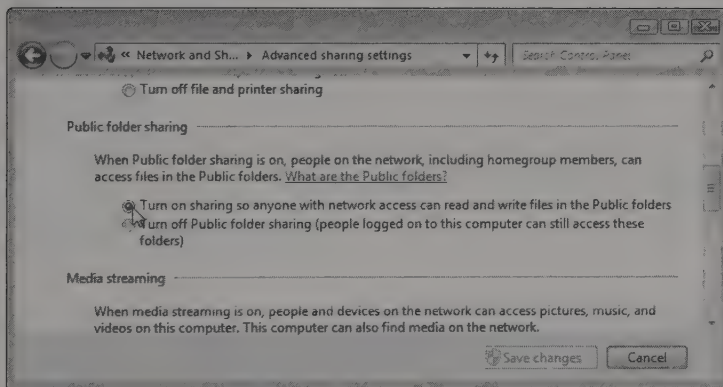 « Network and Sh... ▸ Advanced sharing settings
Search Control Panel
Turn off file and printer sharing
Public folder sharing
When Public folder sharing is on, people on the network, including homegroup members, can
access files in the Public folders. What are the Public folders?
Turn on sharing so anyone with network access can read and write files in the Public folders
Turn off Public folder sharing (people logged on to this computer can still access these
folders)
Media streaming
When media streaming is on, people and devices on the network can access pictures, music, and
videos on this computer. This computer can also find media on the network.
Save changes
Cancel